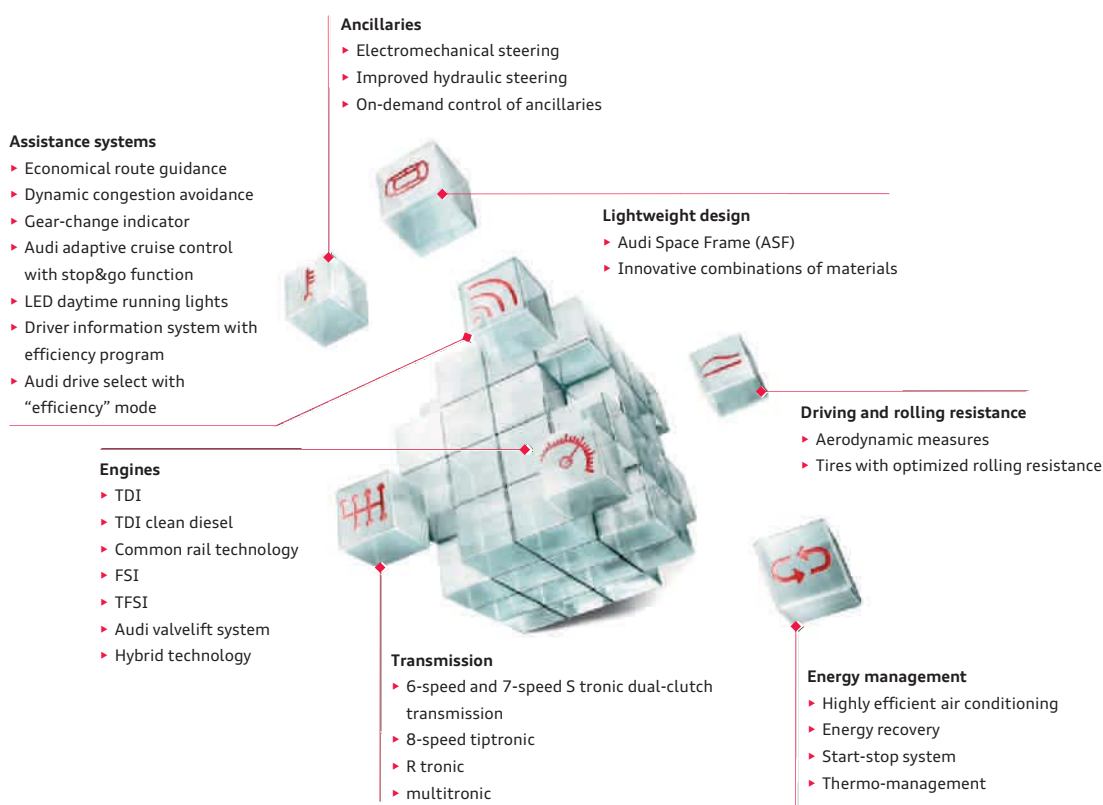 Ancillaries
▸ Electromechanical steering
▸ Improved hydraulic steering
▸ On-demand control of ancillaries
Assistance systems
▸ Economical route guidance
▸ Dynamic congestion avoidance
▸ Gear-change indicator
▸ Audi adaptive cruise control
with stop&go function
▸ LED daytime running lights
▸ Driver information system with
efficiency program
▸ Audi drive select with
“efficiency” mode
Lightweight design
▸ Audi Space Frame (ASF)
▸ Innovative combinations of materials
Driving and rolling resistance
▸ Aerodynamic measures
▸ Tires with optimized rolling resistance
Engines
▸ TDI
▸ TDI clean diesel
▸ Common rail technology
▸ FSI
▸ TFSI
▸ Audi valvelift system
▸ Hybrid technology
Transmission
▸ 6-speed and 7-speed S tronic dual-clutch
transmission
▸ 8-speed tiptronic
▸ R tronic
▸ multitronic
Energy management
▸ Highly efficient air conditioning
▸ Energy recovery
▸ Start-stop system
▸ Thermo-management